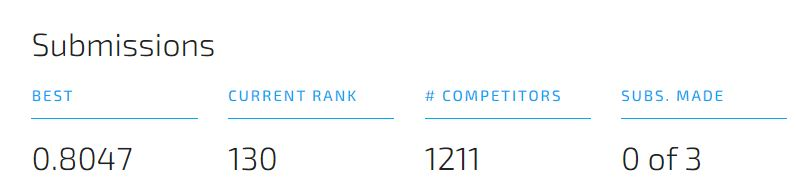 Submissions
BEST CURRENT RANK # COMPETITORS SUBS. MADE
0.8047 130 1211 0 of 3